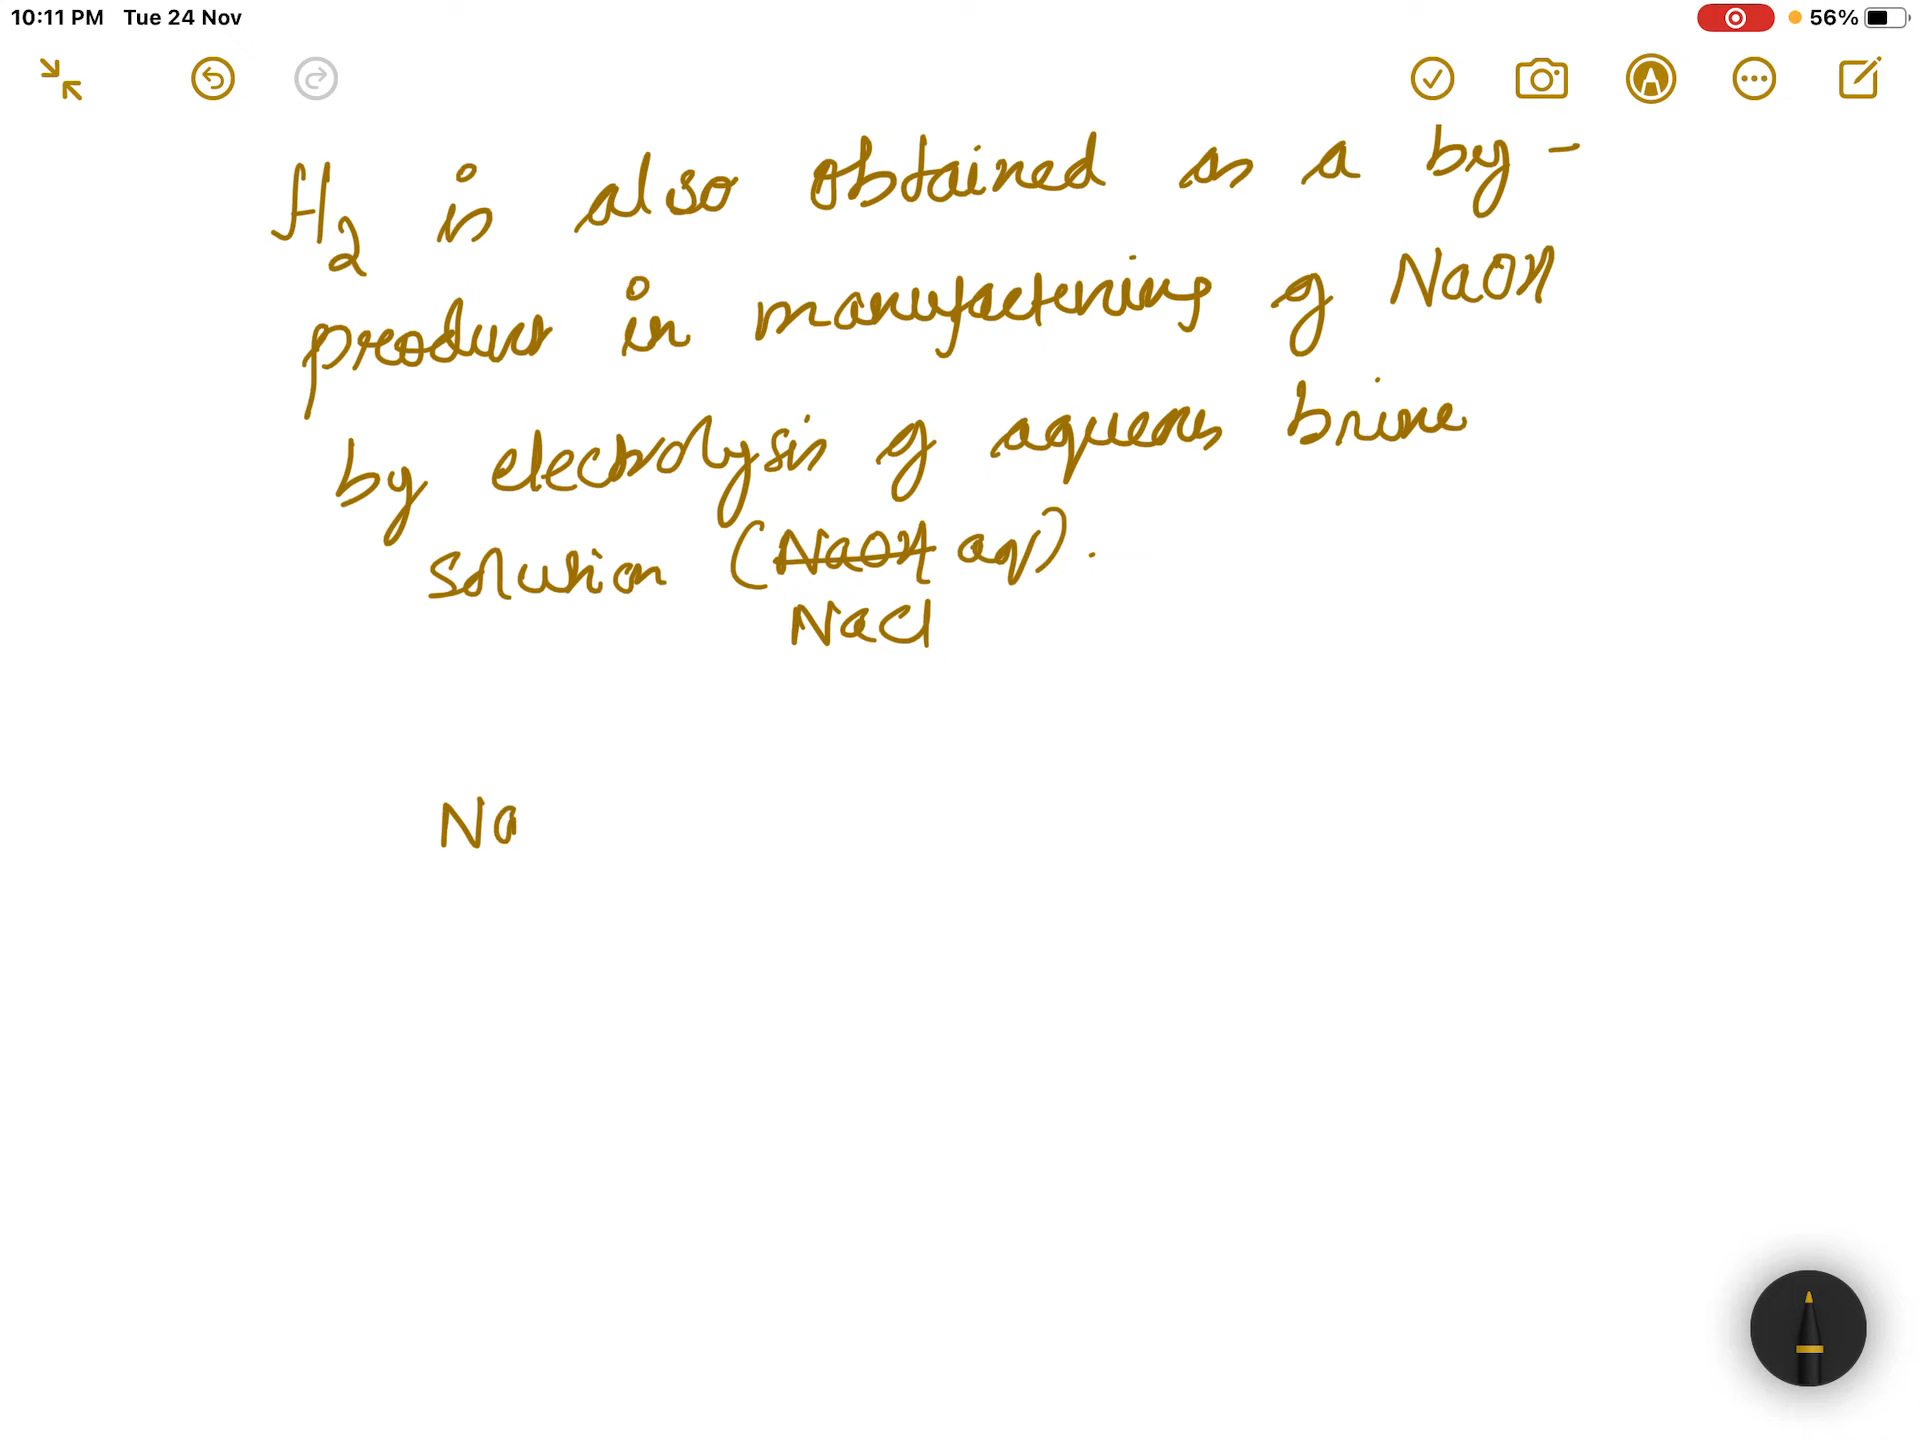 10:11 PM Tue 24 Nov 56%
H₂ is also obtained as a by-
product in manufacturing of NaOH
by electrolysis of aqueous brine
solution (~~NaOH~~ aq).
NaCl
Na